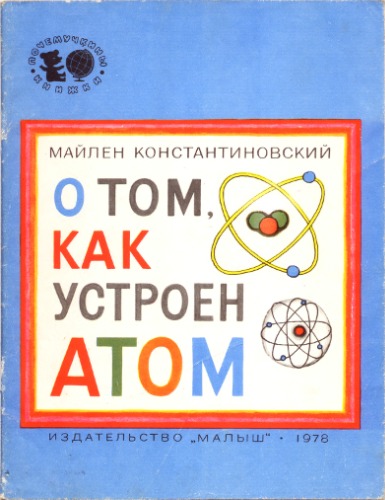 ПОЧЕМУЧКИНЫ
КНИЖКИ
МАЙЛЕН КОНСТАНТИНОВСКИЙ
О ТОМ,
КАК
УСТРОЕН
АТОМ
ИЗДАТЕЛЬСТВО „МАЛЫШ" · 1978